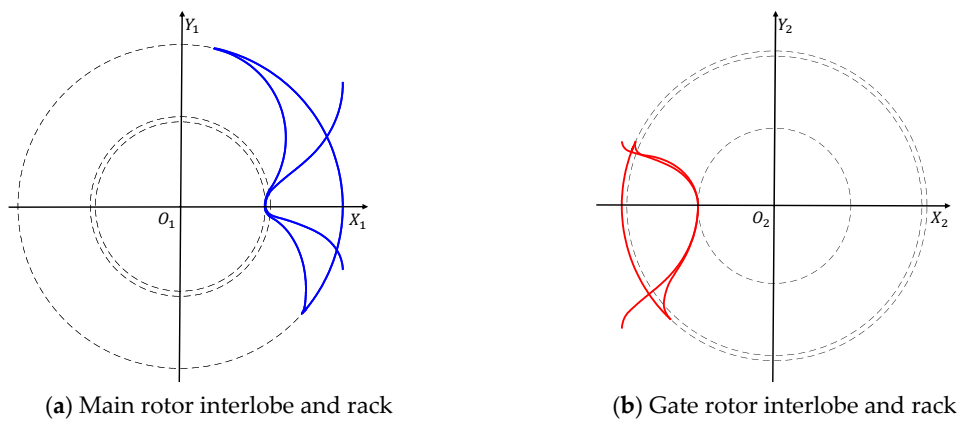 Y₁
Y₂
O₁
X₁
O₂
X₂
(a) Main rotor interlobe and rack
(b) Gate rotor interlobe and rack